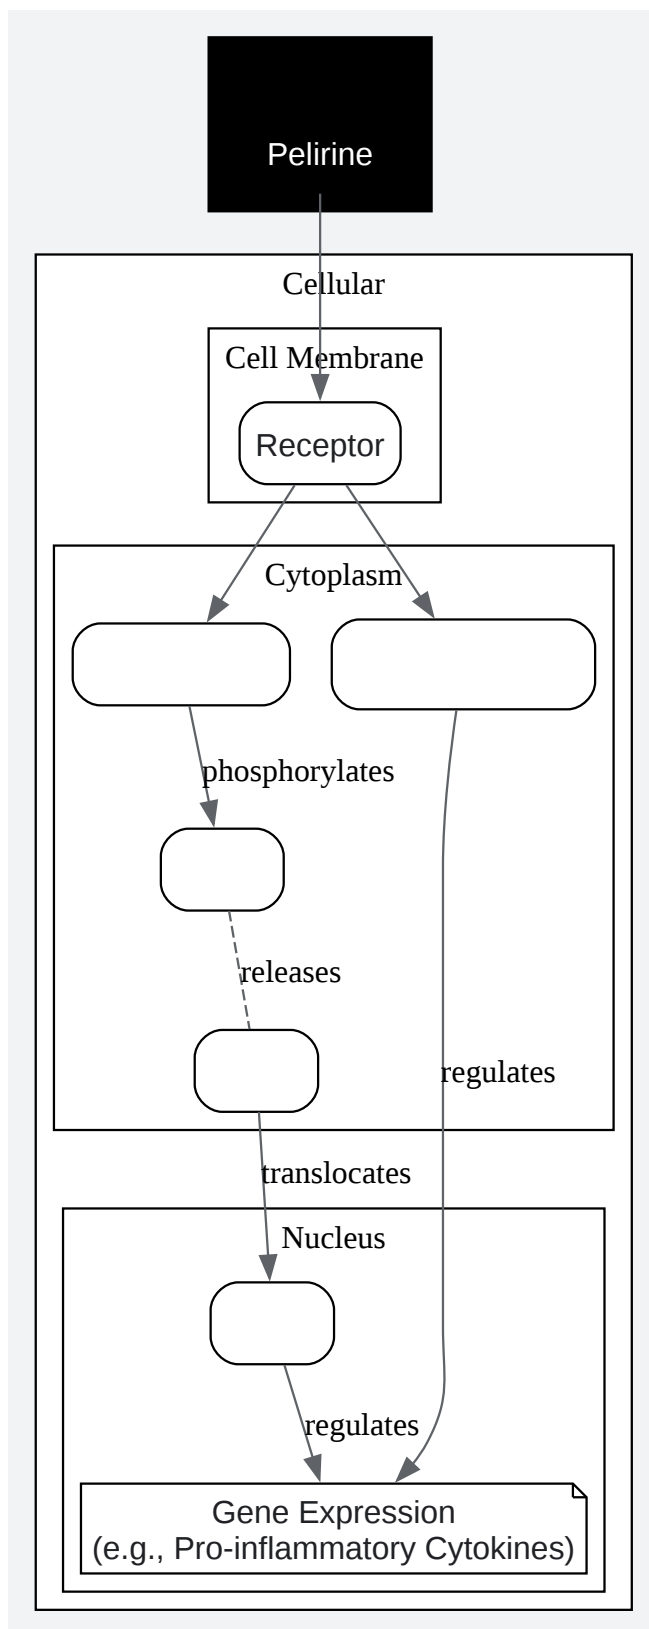 Pelirine
Cellular
Cell Membrane
Receptor
Cytoplasm
phosphorylates
releases
regulates
translocates
Nucleus
regulates
Gene Expression
(e.g., Pro-inflammatory Cytokines)